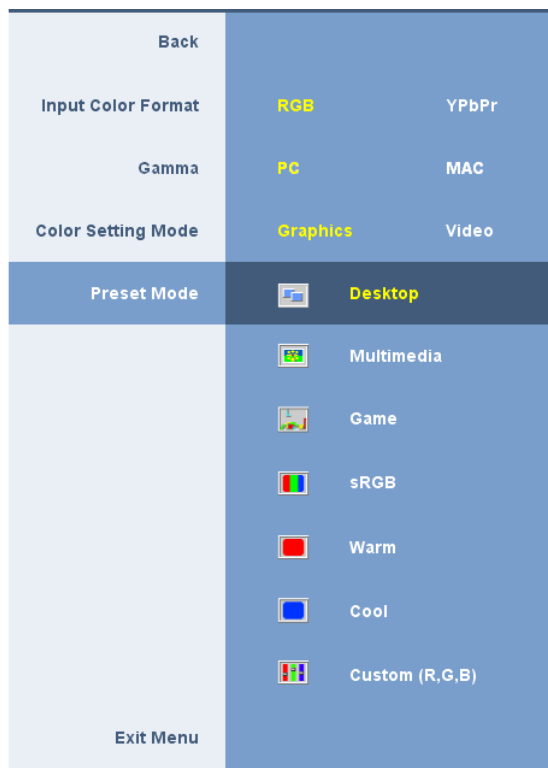 Back
Input Color Format RGB YPbPr
Gamma PC MAC
Color Setting Mode Graphics Video
Preset Mode Desktop
Multimedia
Game
sRGB
Warm
Cool
Custom (R,G,B)
Exit Menu